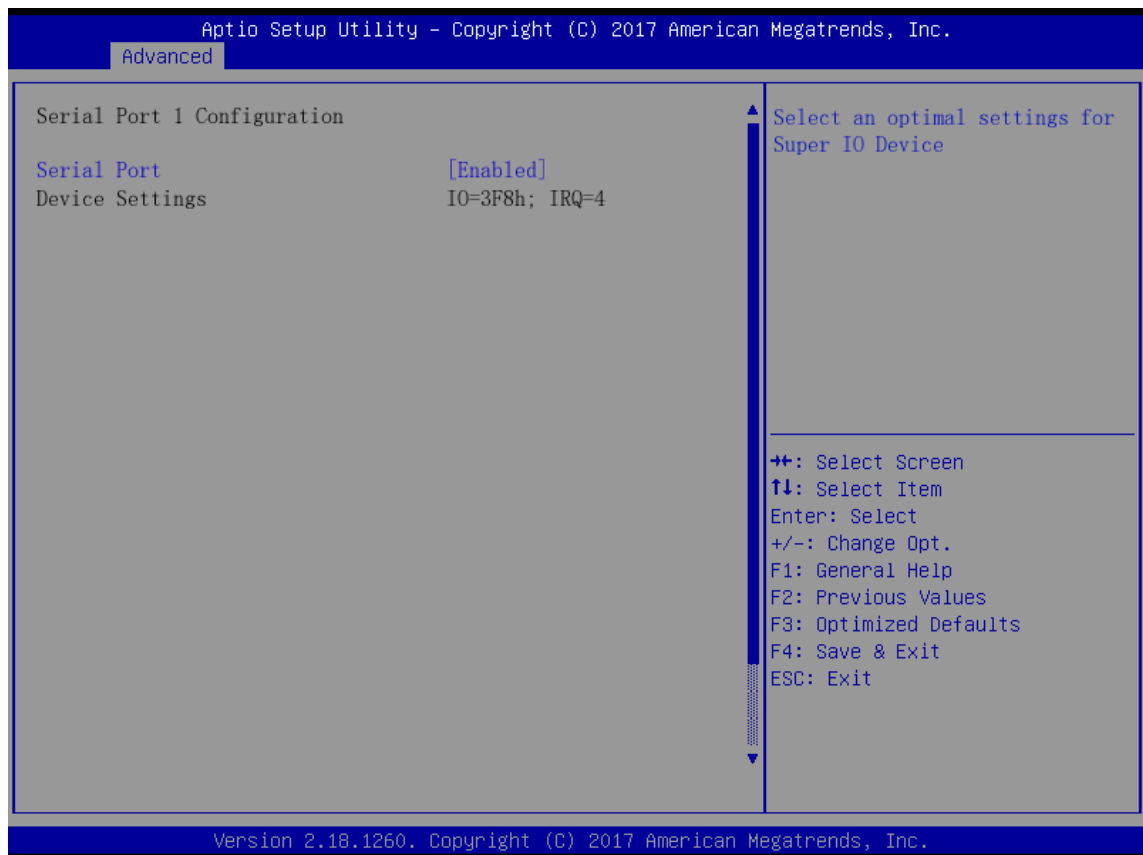 Aptio Setup Utility – Copyright (C) 2017 American Megatrends, Inc.
Advanced
Serial Port 1 Configuration
Serial Port [Enabled]
Device Settings IO=3F8h; IRQ=4
Select an optimal settings for
Super IO Device
→←: Select Screen
↑↓: Select Item
Enter: Select
+/-: Change Opt.
F1: General Help
F2: Previous Values
F3: Optimized Defaults
F4: Save & Exit
ESC: Exit
Version 2.18.1260. Copyright (C) 2017 American Megatrends, Inc.